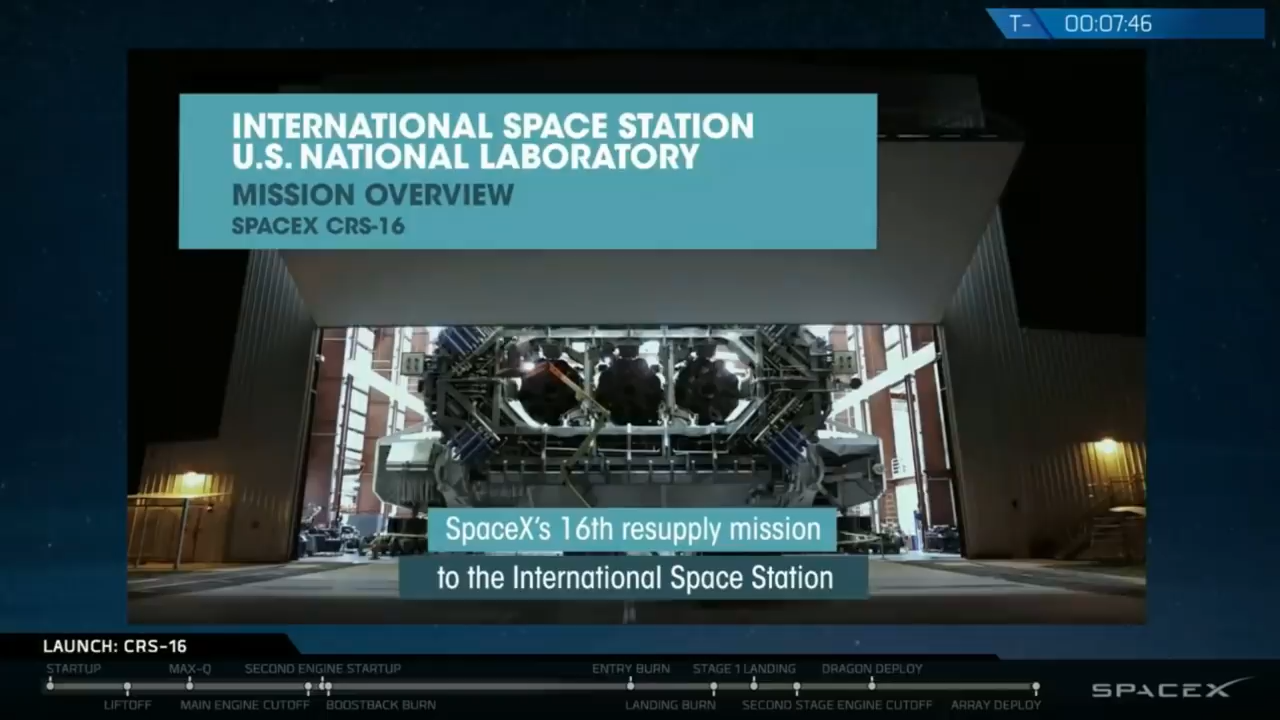 T- 00:07:46
INTERNATIONAL SPACE STATION
U.S. NATIONAL LABORATORY
MISSION OVERVIEW
SPACEX CRS-16
SpaceX's 16th resupply mission
to the International Space Station
LAUNCH: CRS-16
STARTUP MAX-Q SECOND ENGINE STARTUP ENTRY BURN STAGE 1 LANDING DRAGON DEPLOY
LIFTOFF MAIN ENGINE CUTOFF BOOSTBACK BURN LANDING BURN SECOND STAGE ENGINE CUTOFF ARRAY DEPLOY
SPACEX